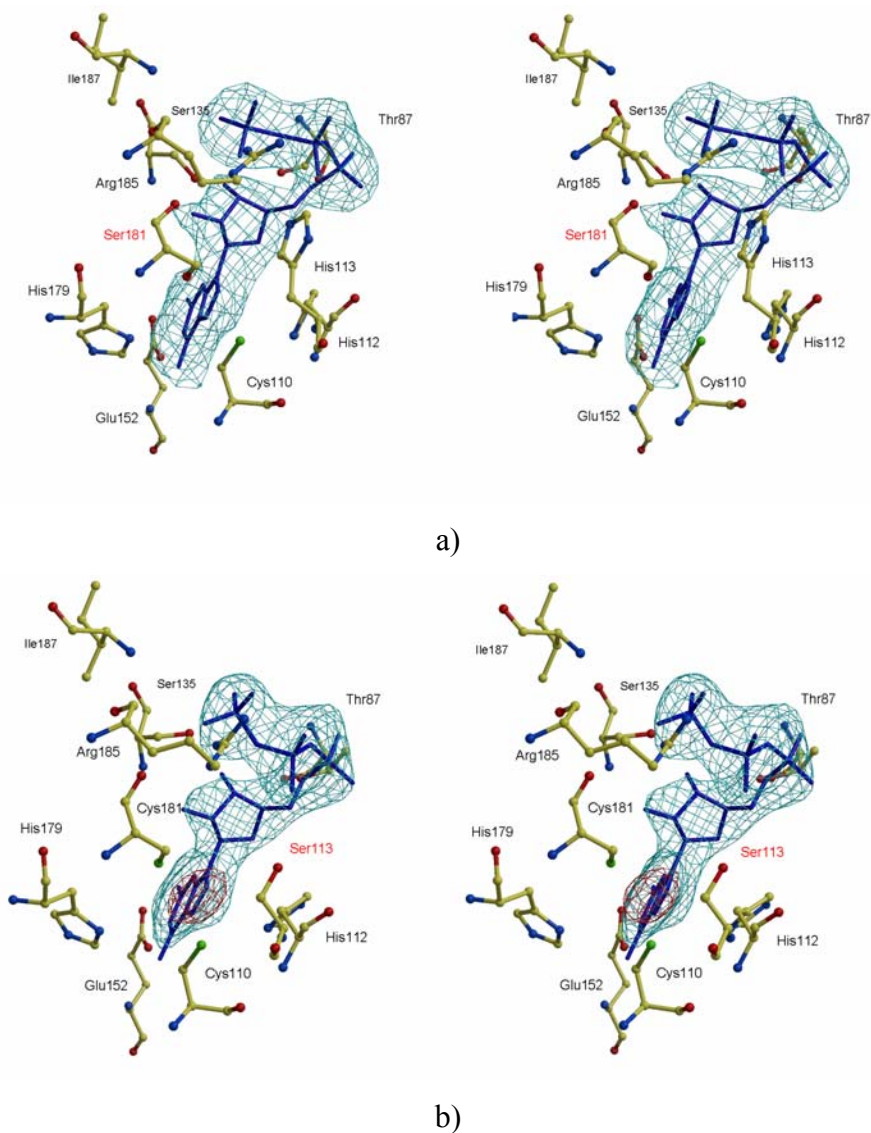 Ile187
Ser135
Thr87
Arg185
Ser181
His113
His179
His112
Cys110
Glu152
Ile187
Ser135
Thr87
Arg185
Ser181
His113
His179
His112
Cys110
Glu152
a)
Ile187
Ser135
Thr87
Arg185
Cys181
Ser113
His179
His112
Cys110
Glu152
Ile187
Ser135
Thr87
Arg185
Cys181
Ser113
His179
His112
Cys110
Glu152
b)